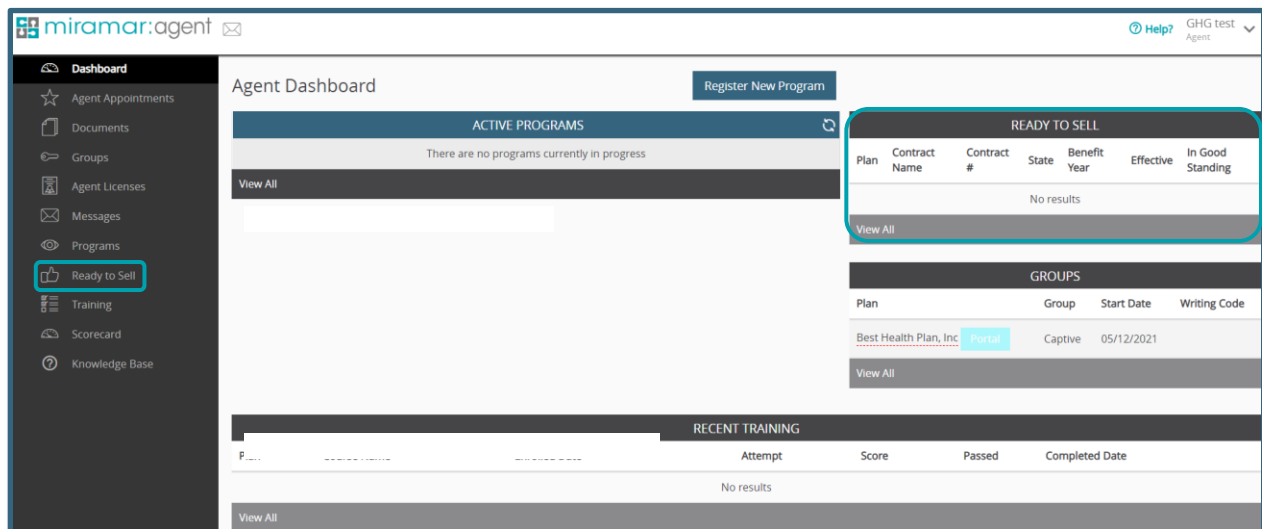 miramar:agent
Help?
GHG test
Agent
Dashboard
Agent Appointments
Documents
Groups
Agent Licenses
Messages
Programs
Ready to Sell
Training
Scorecard
Knowledge Base
Agent Dashboard
Register New Program
ACTIVE PROGRAMS
There are no programs currently in progress
View All
READY TO SELL
Plan Contract Name Contract # State Benefit Year Effective In Good Standing
No results
View All
GROUPS
Plan Group Start Date Writing Code
Best Health Plan, Inc Portal Captive 05/12/2021
View All
RECENT TRAINING
Attempt Score Passed Completed Date
No results
View All